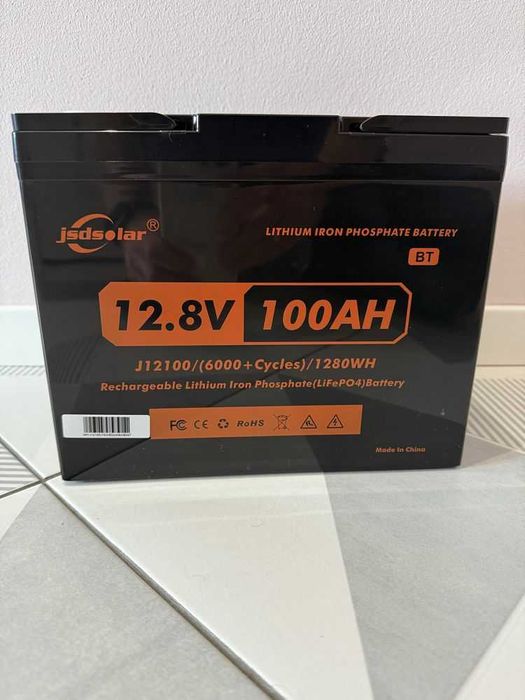 jsdsolar®
LITHIUM IRON PHOSPHATE BATTERY
BT
12.8V 100AH
J12100/(6000+Cycles)/1280WH
Rechargeable Lithium Iron Phosphate(LiFePO4)Battery
FC CE RoHS
Made In China